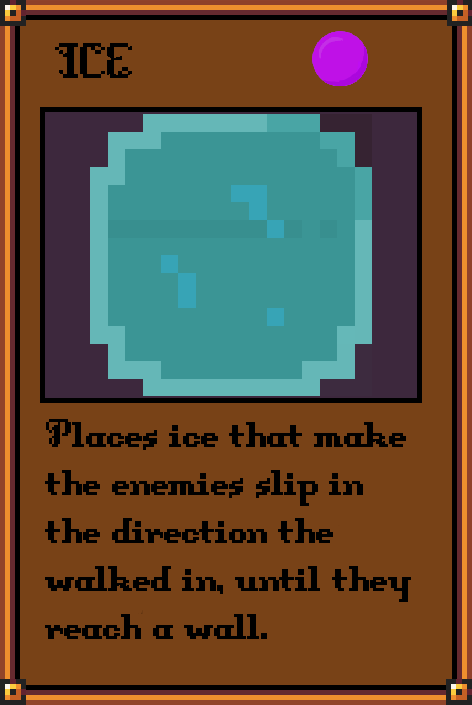 ICE
Places ice that make
the enemies slip in
the direction the
walked in, until they
reach a wall.